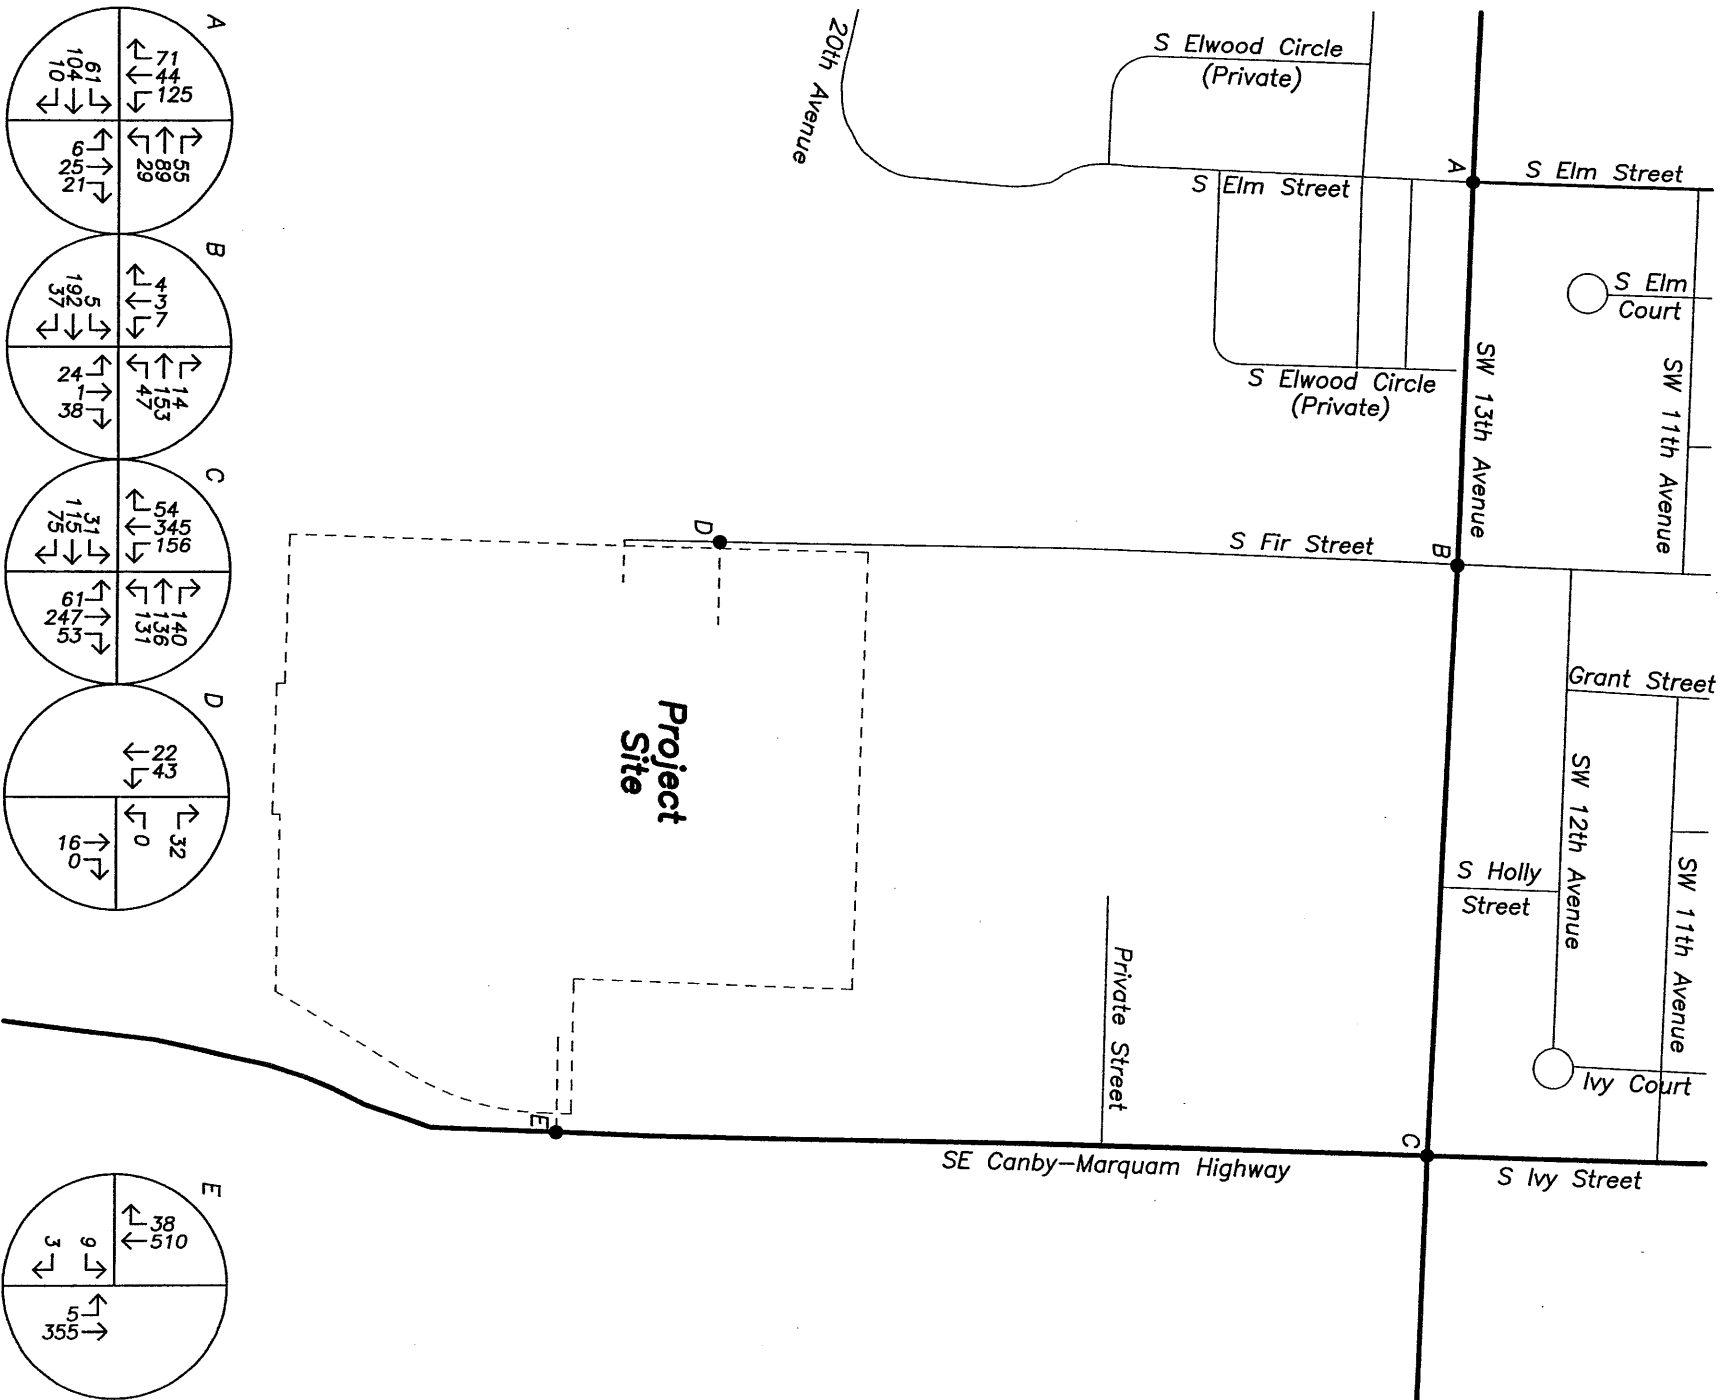 20th Avenue
S Elwood Circle
(Private)
S Elm Street
A
S Elm Street
S Elm
Court
SW 11th Avenue
SW 13th Avenue
S Elwood Circle
(Private)
D
S Fir Street
B
Grant Street
SW 12th Avenue
SW 11th Avenue
S Holly
Street
Ivy Court
Project
Site
Private Street
E
SE Canby-Marquam Highway
C
S Ivy Street
A
71
44
125
61
104
10
6
25
21
55
89
29
B
4
3
7
5
192
37
24
1
38
14
153
47
C
54
345
156
31
115
75
61
247
53
140
136
131
D
22
43
16
0
32
0
E
38
510
9
3
5
355